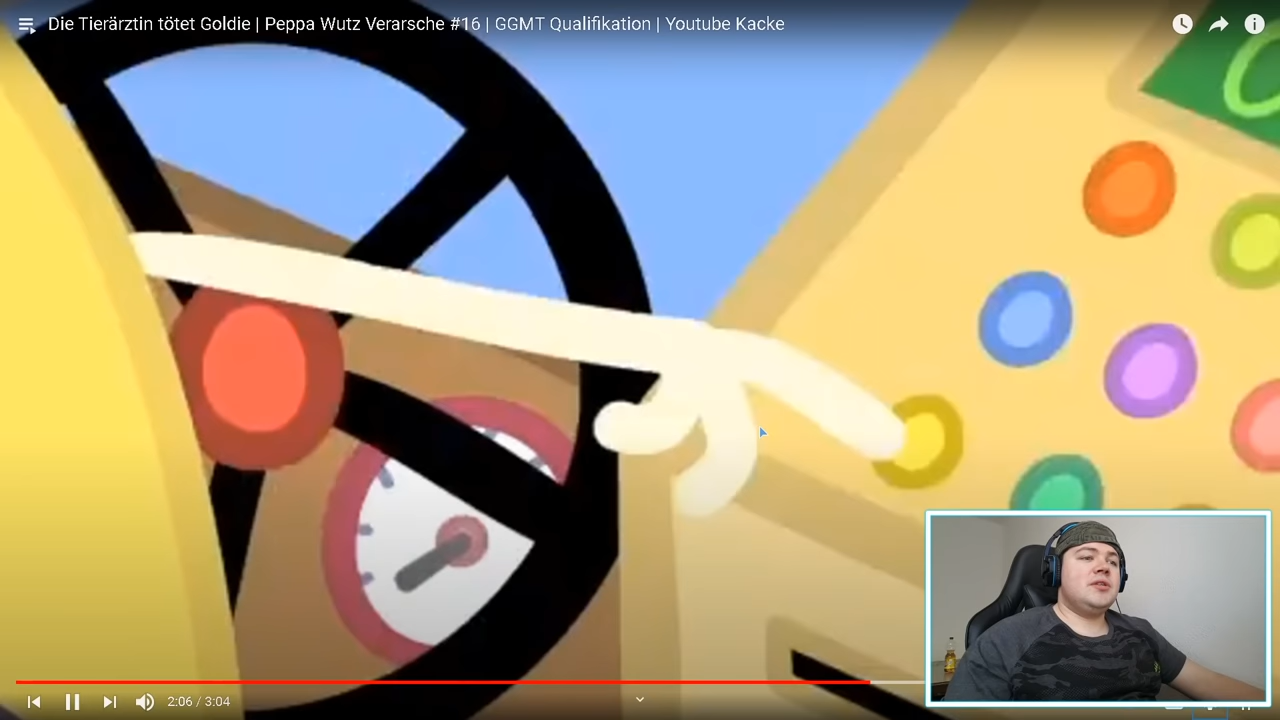 Die Tierärztin tötet Goldie | Peppa Wutz Verarsche #16 | GGMT Qualifikation | Youtube Kacke
2:06 / 3:04